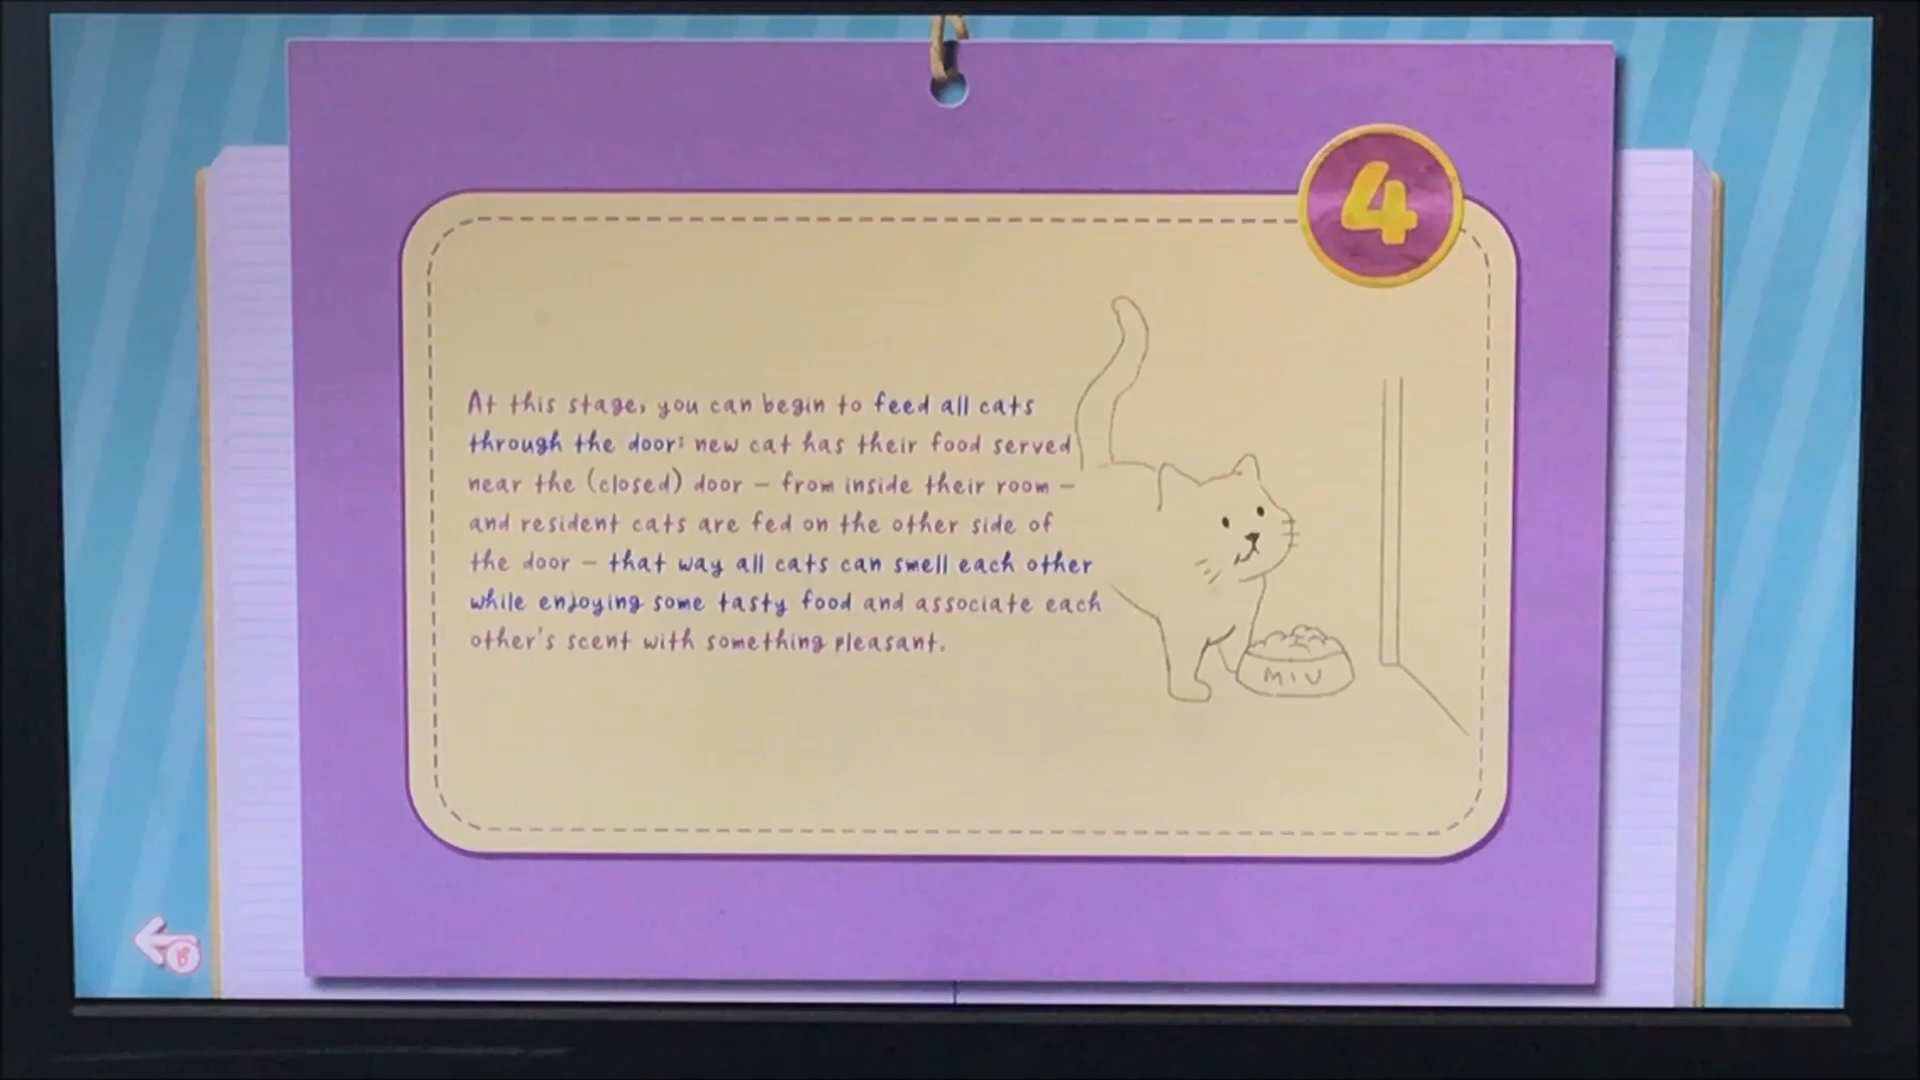 4
At this stage, you can begin to feed all cats
through the door: new cat has their food served
near the (closed) door – from inside their room –
and resident cats are fed on the other side of
the door – that way all cats can smell each other
while enjoying some tasty food and associate each
other's scent with something pleasant.
MIU
B